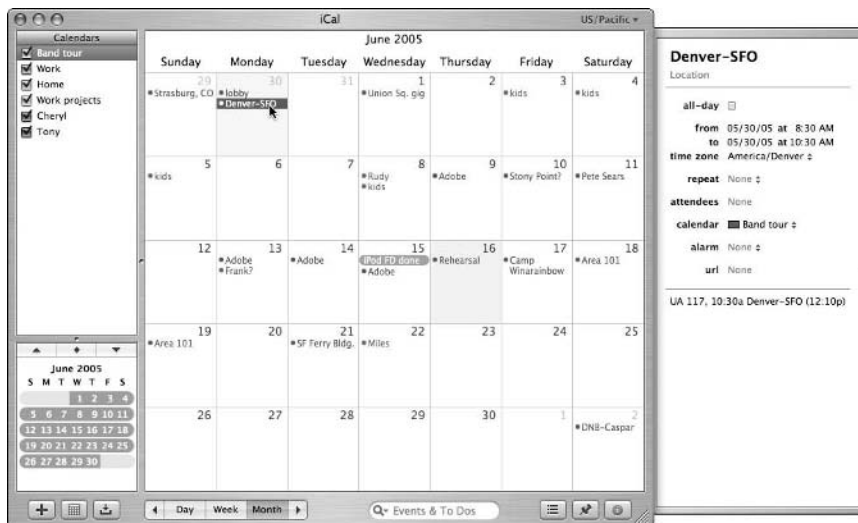 iCal
US/Pacific
Calendars
Band tour
Work
Home
Work projects
Cheryl
Tony
June 2005
Sunday Monday Tuesday Wednesday Thursday Friday Saturday
29 30 31 1 2 3 4
Strasburg, CO lobby Union Sq. gig kids kids
Denver-SFO
5 6 7 8 9 10 11
kids Rudy Adobe Stony Point? Pete Sears
kids
12 13 14 15 16 17 18
Adobe Adobe iPod FD done Rehearsal Camp Area 101
Frank? Adobe Winarainbow
19 20 21 22 23 24 25
Area 101 SF Ferry Bldg. Miles
26 27 28 29 30 1 2
DNB-Caspar
June 2005
S M T W T F S
1 2 3 4
5 6 7 8 9 10 11
12 13 14 15 16 17 18
19 20 21 22 23 24 25
26 27 28 29 30
Day Week Month
Events & To Dos
Denver-SFO
Location
all-day
from 05/30/05 at 8:30 AM
to 05/30/05 at 10:30 AM
time zone America/Denver
repeat None
attendees None
calendar Band tour
alarm None
url None
UA 117, 10:30a Denver-SFO (12:10p)